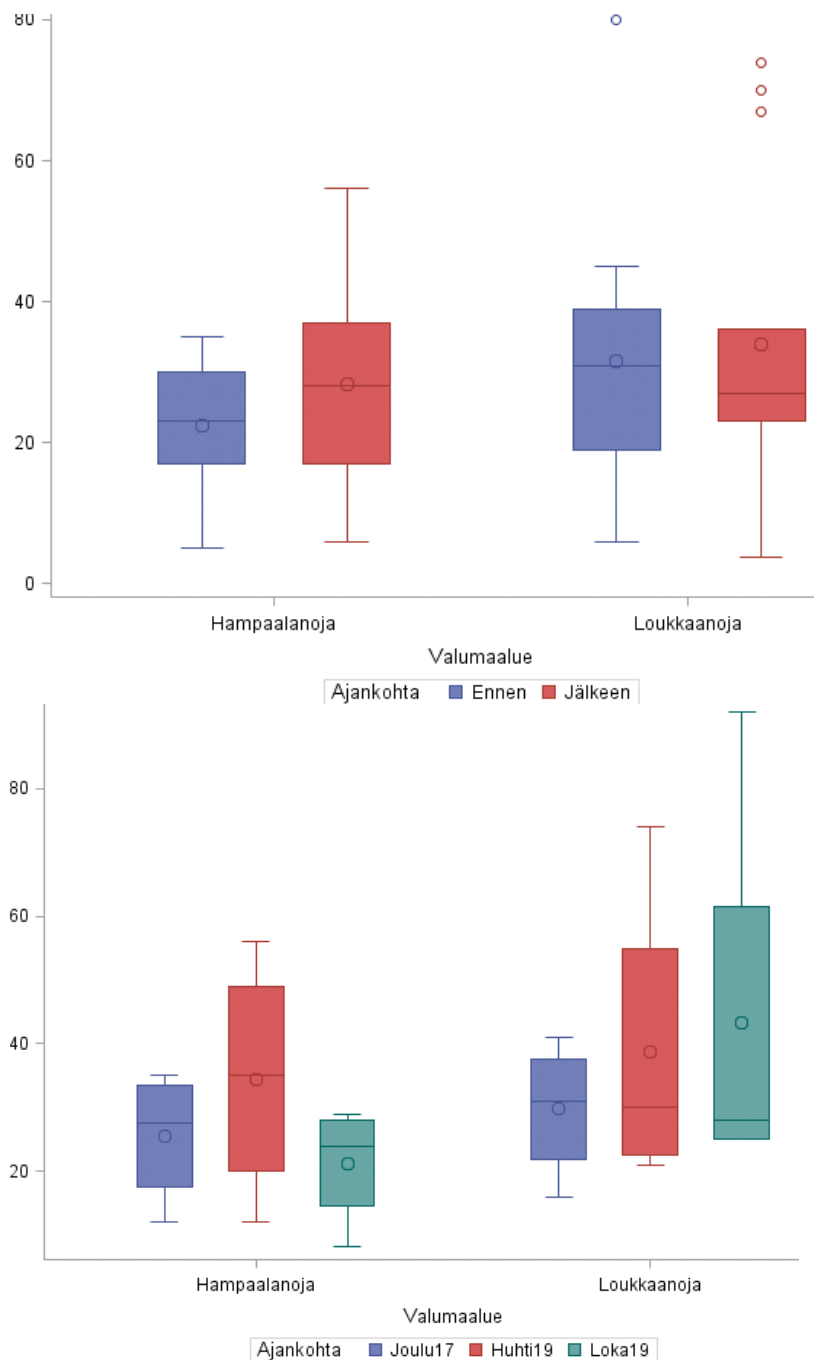 80
60
40
20
0
Hampaalanoja Loukkaanoja
Valumaalue
Ajankohta Ennen Jälkeen
80
60
40
20
Hampaalanoja Loukkaanoja
Valumaalue
Ajankohta Joulu17 Huhti19 Loka19